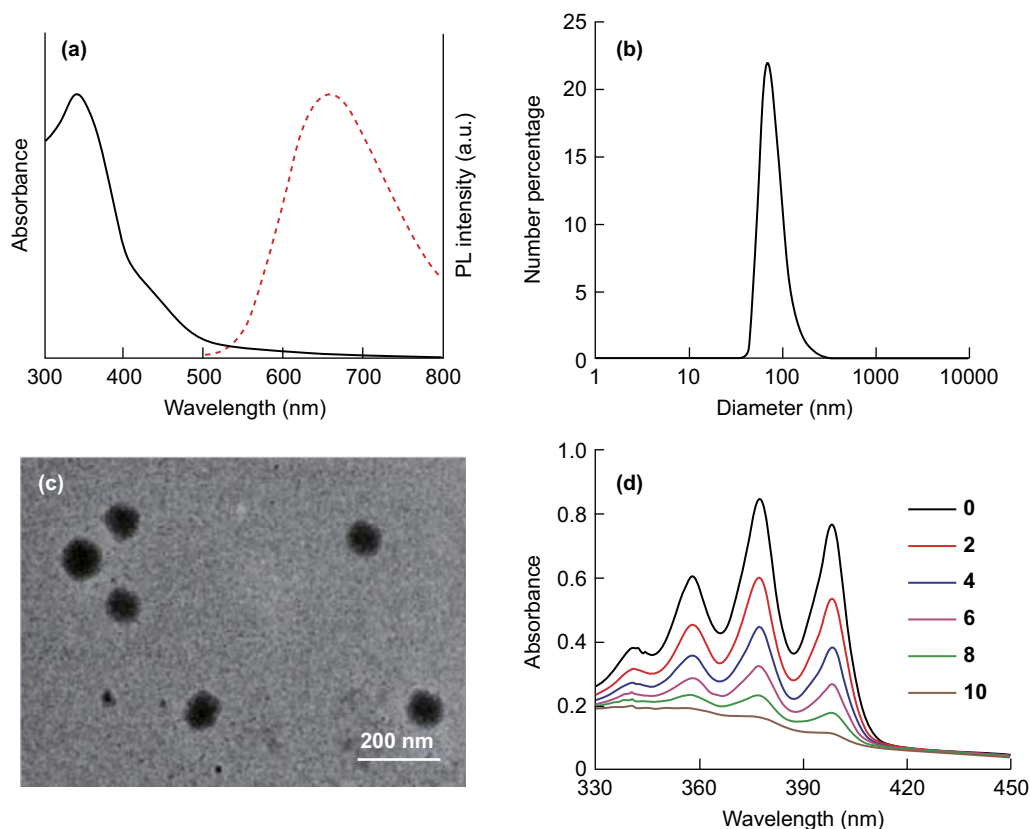 (a)
Absorbance
PL intensity (a.u.)
300 400 500 600 700 800
Wavelength (nm)
(b)
Number percentage
25
20
15
10
5
0
1 10 100 1000 10000
Diameter (nm)
(c)
200 nm
(d)
Absorbance
1.0
0.8
0.6
0.4
0.2
0
0
2
4
6
8
10
330 360 390 420 450
Wavelength (nm)